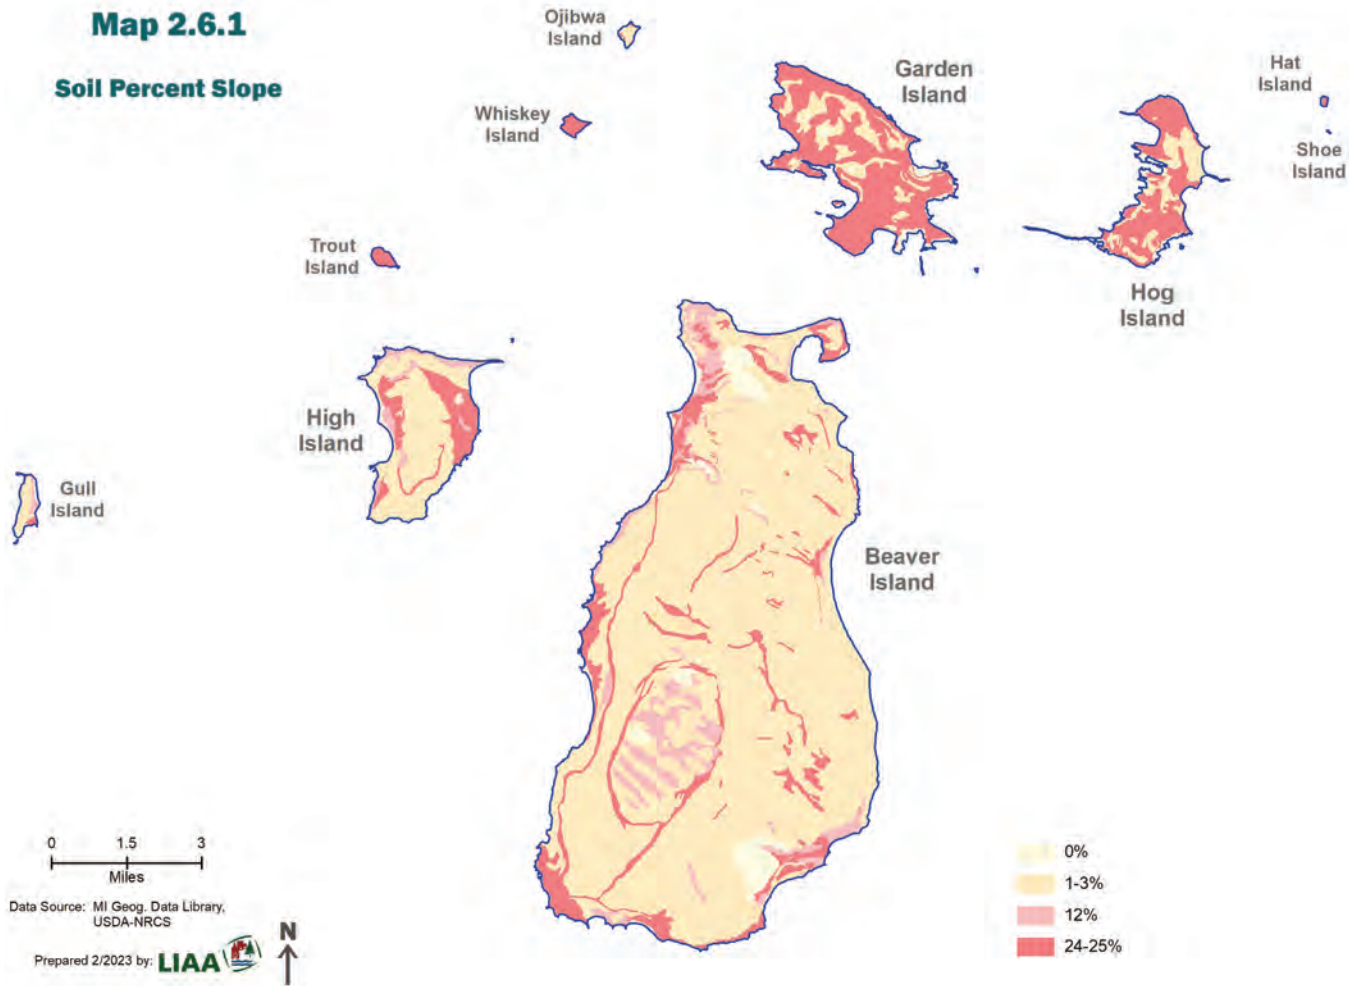 Map 2.6.1
Soil Percent Slope
Ojibwa
Island
Whiskey
Island
Garden
Island
Hat
Island
Shoe
Island
Trout
Island
Hog
Island
High
Island
Gull
Island
Beaver
Island
0 1.5 3
Miles
Data Source: MI Geog. Data Library,
USDA-NRCS
Prepared 2/2023 by: LIAA
N
0%
1-3%
12%
24-25%